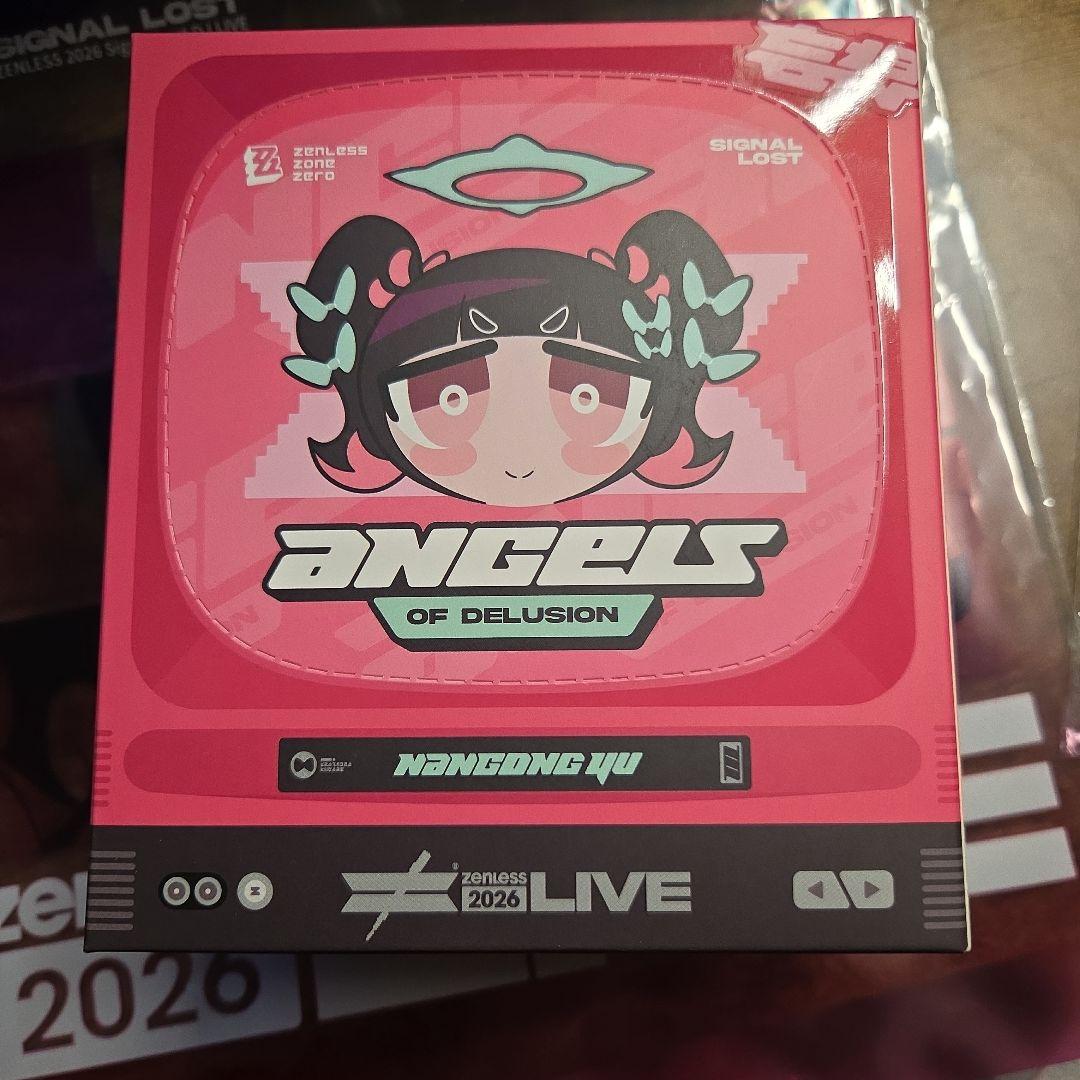 SIGNAL LOST
zenless
zone
zero
SIGNAL
LOST
angels
OF DELUSION
Nangong yu
zenless
2026
LIVE
2026